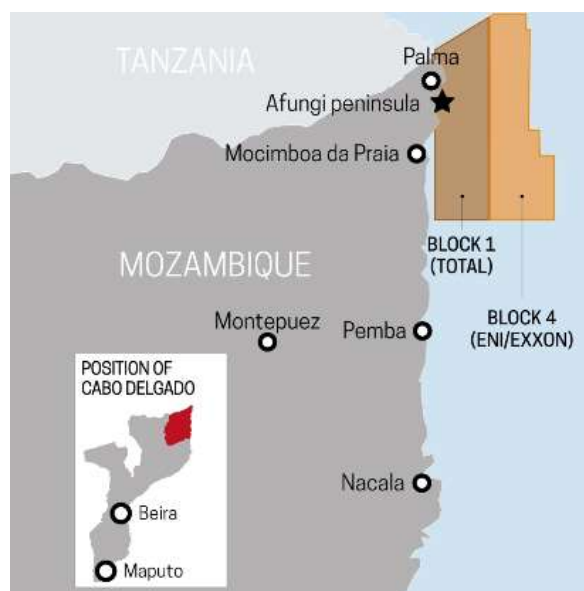 TANZANIA
Palma
Afungi peninsula
Mocimboa da Praia
BLOCK 1
(TOTAL)
MOZAMBIQUE
BLOCK 4
(ENI/EXXON)
Montepuez
Pemba
POSITION OF
CABO DELGADO
Nacala
Beira
Maputo